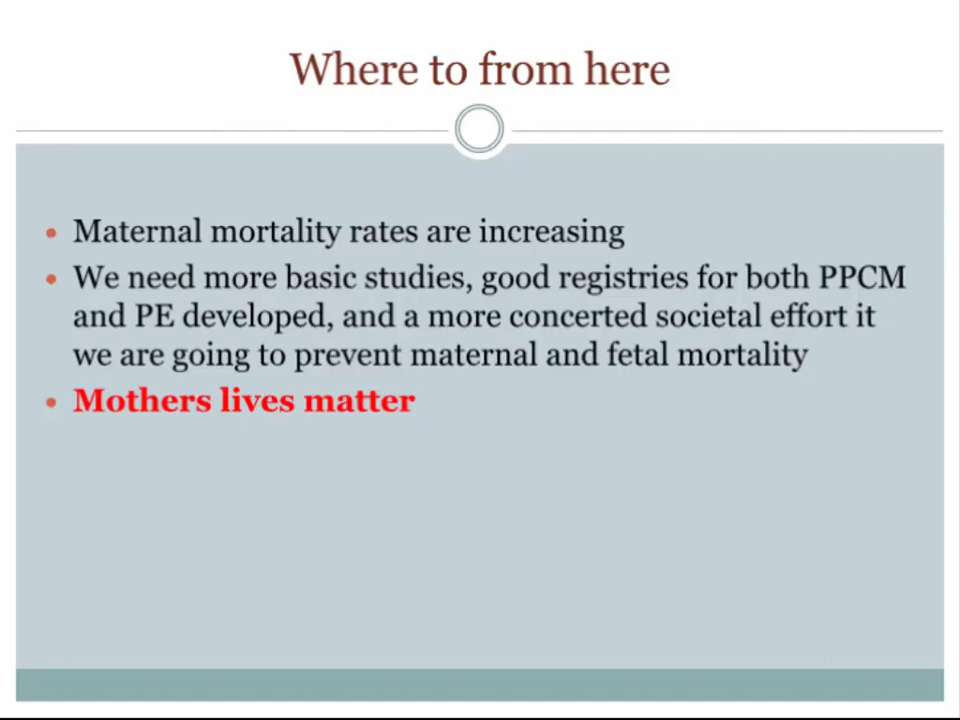 Where to from here
• Maternal mortality rates are increasing
• We need more basic studies, good registries for both PPCM
and PE developed, and a more concerted societal effort it
we are going to prevent maternal and fetal mortality
• Mothers lives matter